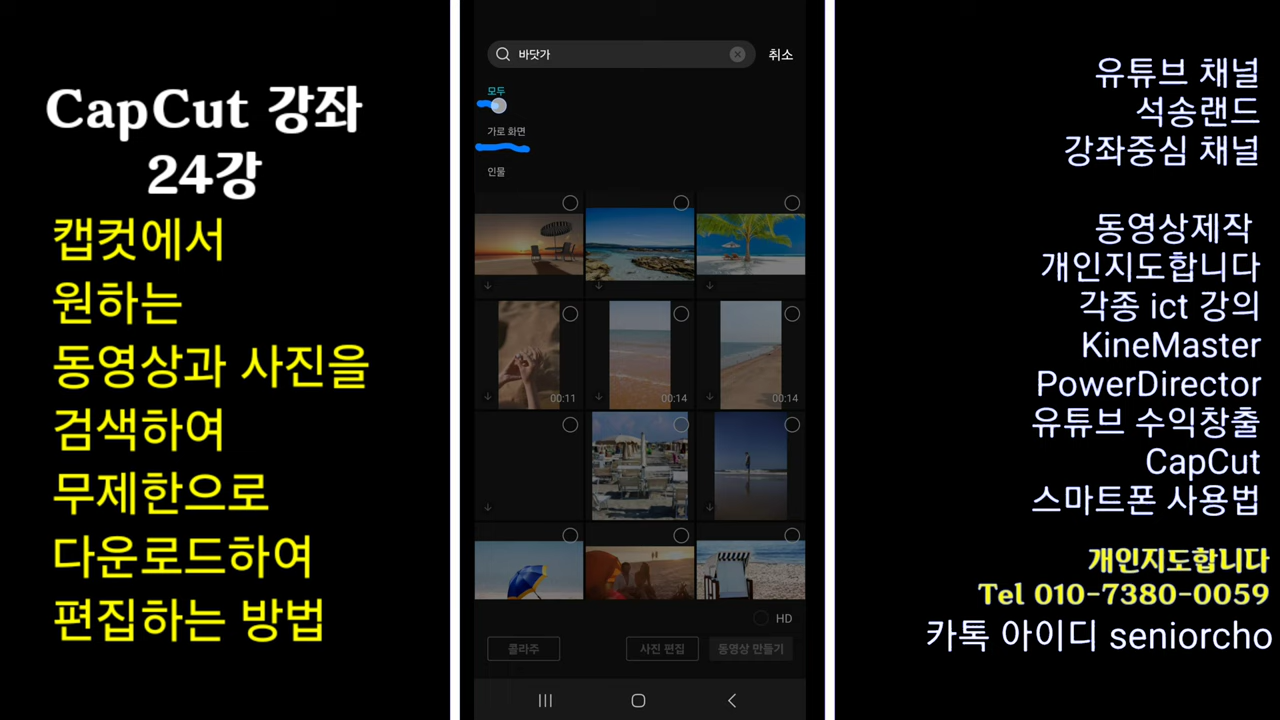 CapCut 강좌
24강
캡컷에서
원하는
동영상과 사진을
검색하여
무제한으로
다운로드하여
편집하는 방법
바닷가
취소
모두
가로 화면
인물
00:11
00:14
00:14
HD
콜라주
사진 편집
동영상 만들기
유튜브 채널
석송랜드
강좌중심 채널
동영상제작
개인지도합니다
각종 ict 강의
KineMaster
PowerDirector
유튜브 수익창출
CapCut
스마트폰 사용법
개인지도합니다
Tel 010-7380-0059
카톡 아이디 seniorcho